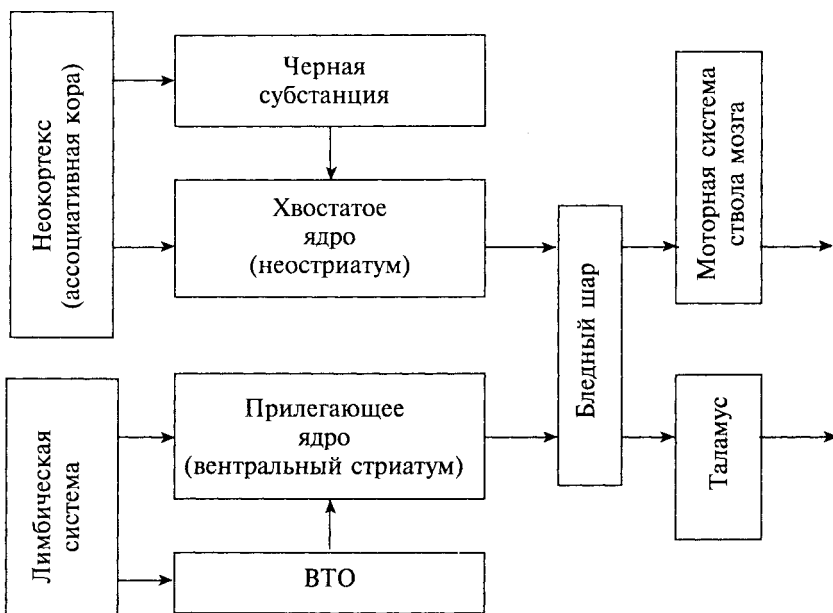 Неокортекс
(ассоциативная кора)
Черная
субстанция
Хвостатое
ядро
(неостриатум)
Лимбическая
система
Прилегающее
ядро
(вентральный стриатум)
ВТО
Бледный шар
Моторная система
ствола мозга
Таламус